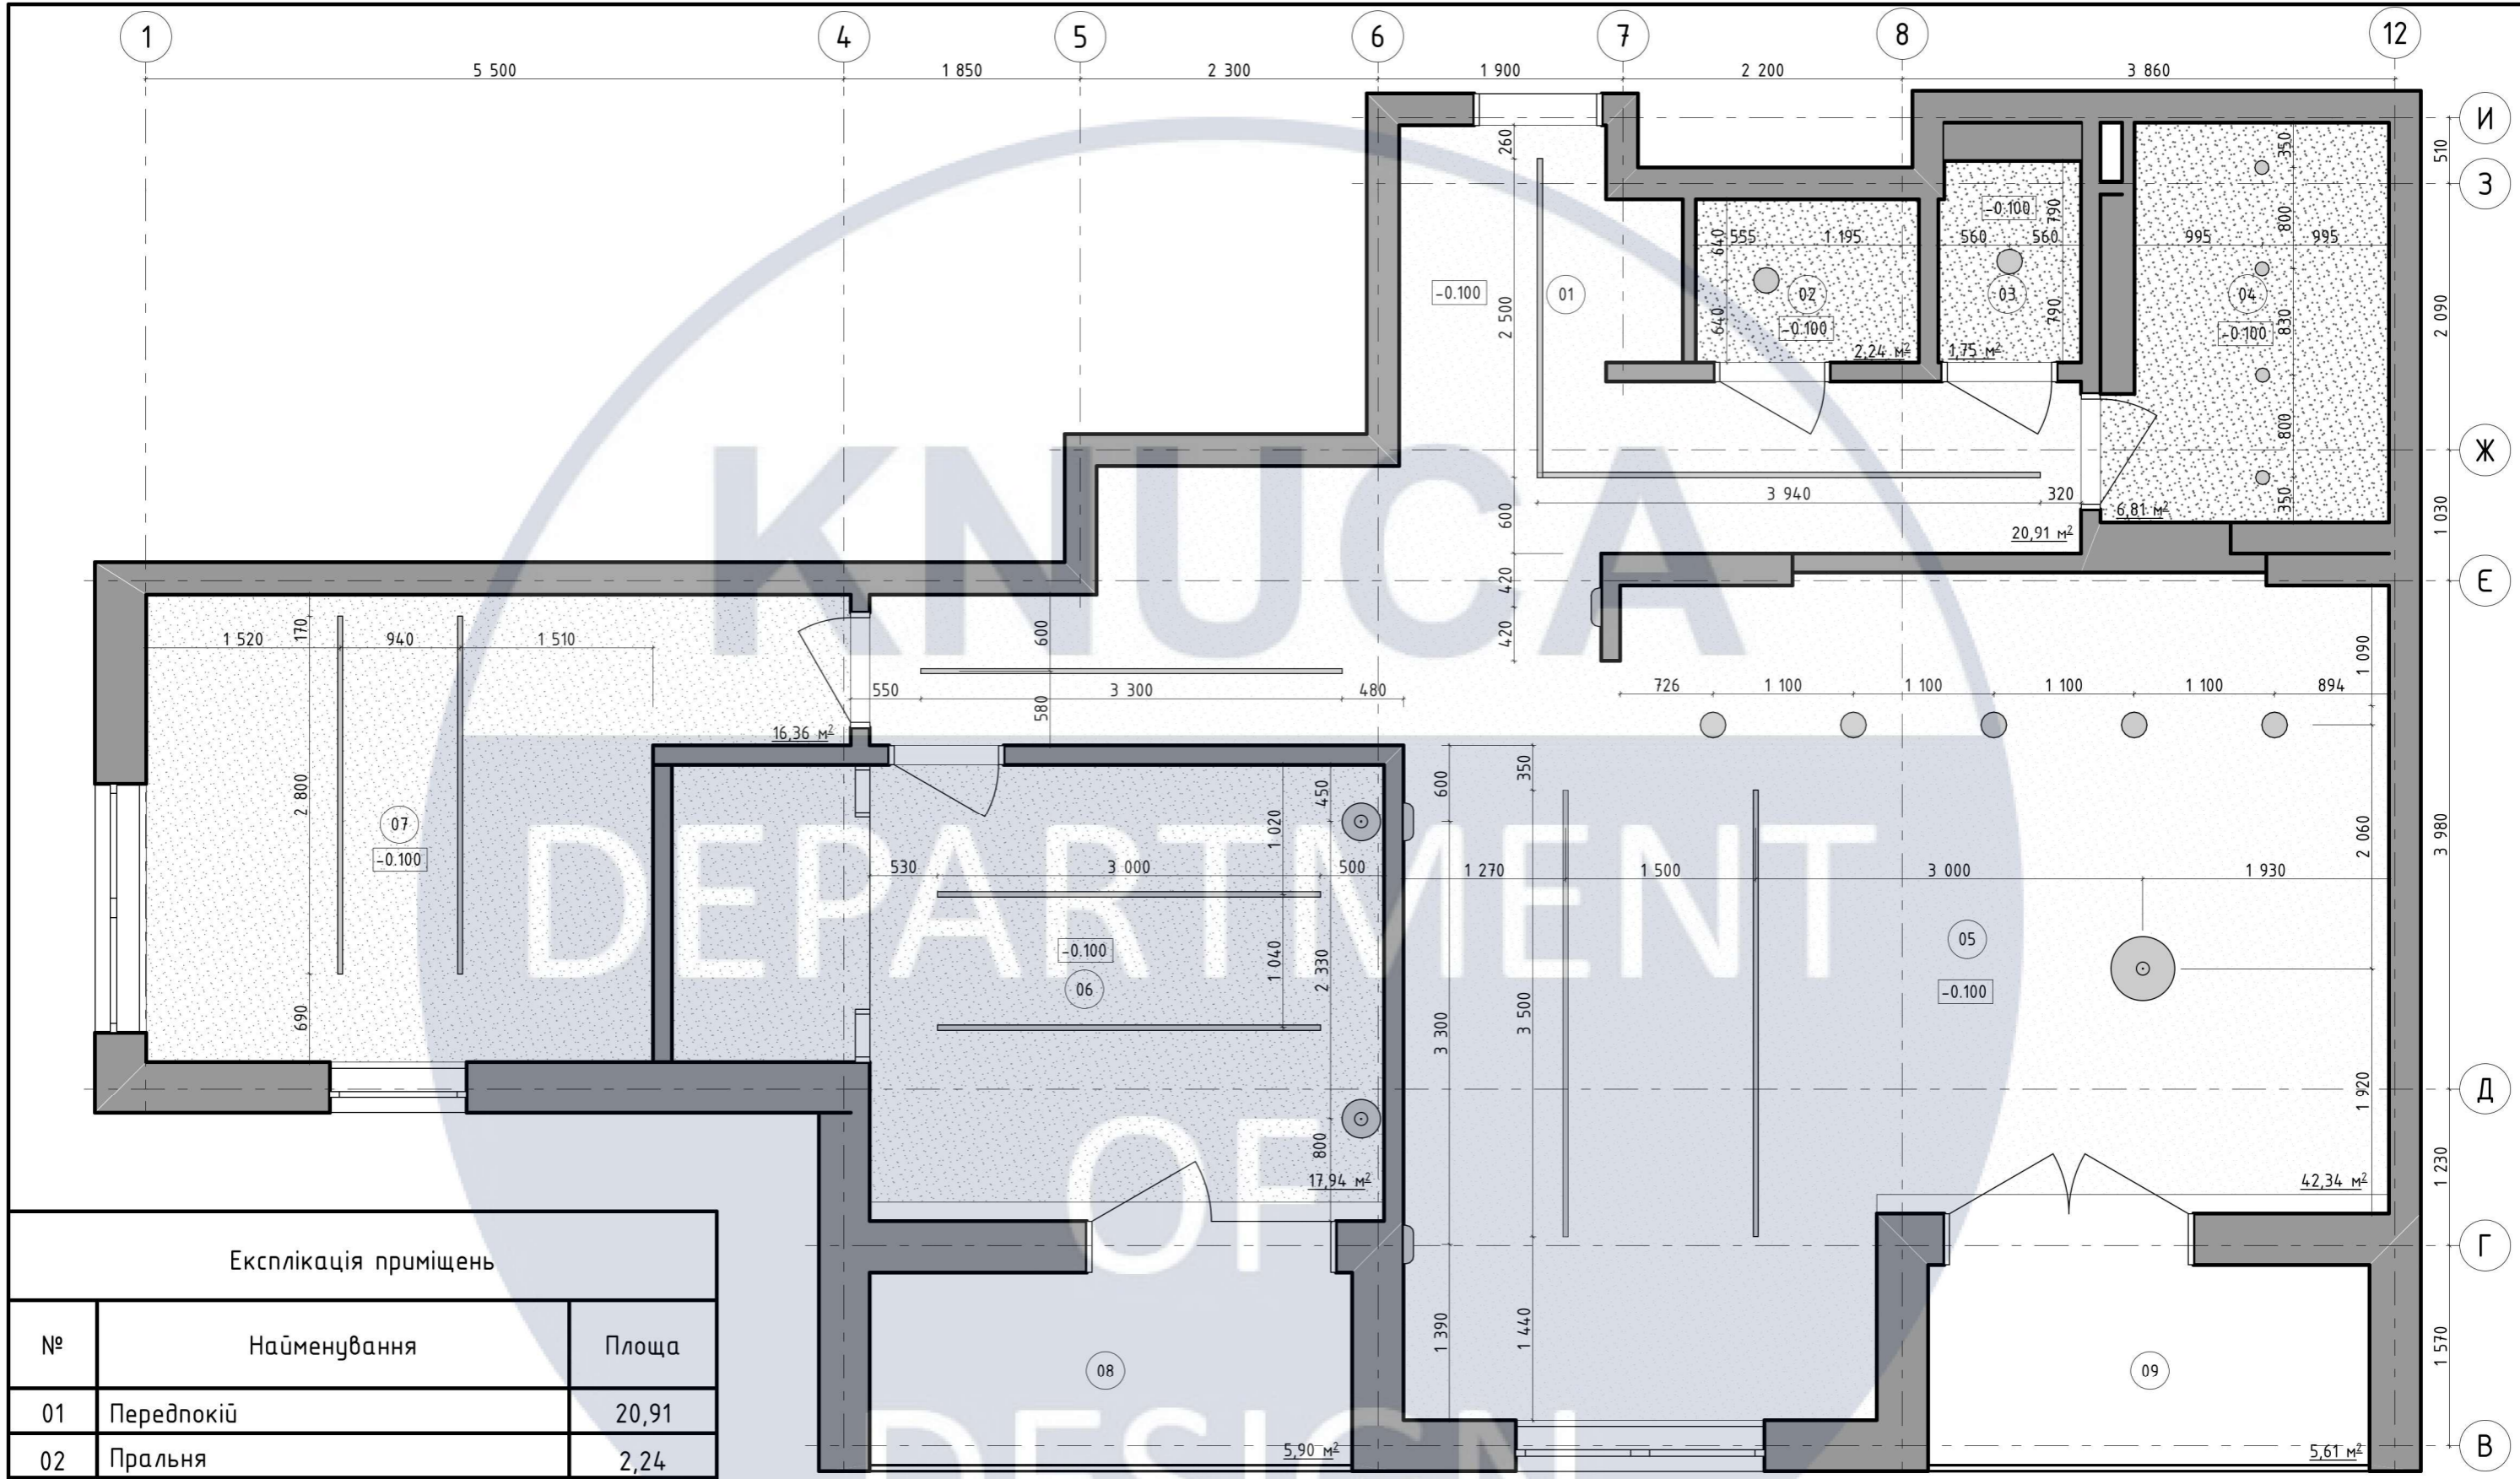 1 4 5 6 7 8 12
5 500 1 850 2 300 1 900 2 200 3 860
И
510
З
2 090
Ж
1 030
Є
3 980
Д
1 230
Г
1 570
В
260
2 500
600
420
420
-0.100
01
3 940
320
20,91 м²
555 1 195
640
640
02
-0.100
2,24 м²
-0.100
790
560 560
03
790
1,75 м²
350
800
995 995
04
-0.100
830
800
350
6,81 м²
KNUCA
DEPARTMENT
OF
DESIGN
1 520 940 1 510
170
2 800
690
07
-0.100
16,36 м²
600
550 3 300 480
580
450
1 020
530 3 000 500
-0.100
1 040
2 330
06
800
17,94 м²
726 1 100 1 100 1 100 1 100 894
1 090
600
350
2 060
1 270 1 500 3 000 1 930
05
-0.100
3 300
3 500
1 920
1 390
1 440
42,34 м²
08
5,90 м²
09
5,61 м²
Експлікація приміщень
№ Найменування Площа
01 Передпокій 20,91
02 Пральня 2,24